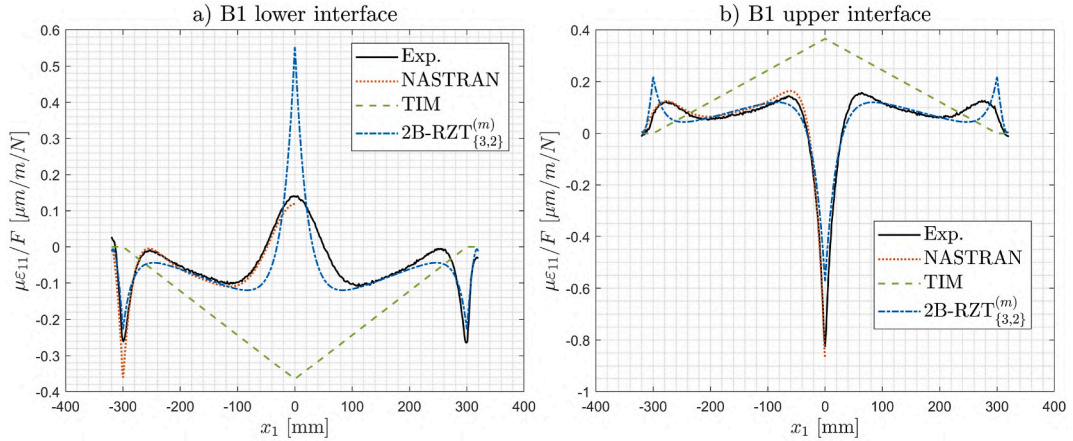 a) B1 lower interface
0.6
0.5
0.4
0.3
0.2
0.1
0
-0.1
-0.2
-0.3
-0.4
με₁₁/F [μm/m/N]
Exp.
NASTRAN
TIM
2B-RZT{3,2}(m)
-400 -300 -200 -100 0 100 200 300 400
x₁ [mm]
b) B1 upper interface
0.4
0.2
0
-0.2
-0.4
-0.6
-0.8
-1
με₁₁/F [μm/m/N]
Exp.
NASTRAN
TIM
2B-RZT{3,2}(m)
-400 -300 -200 -100 0 100 200 300 400
x₁ [mm]